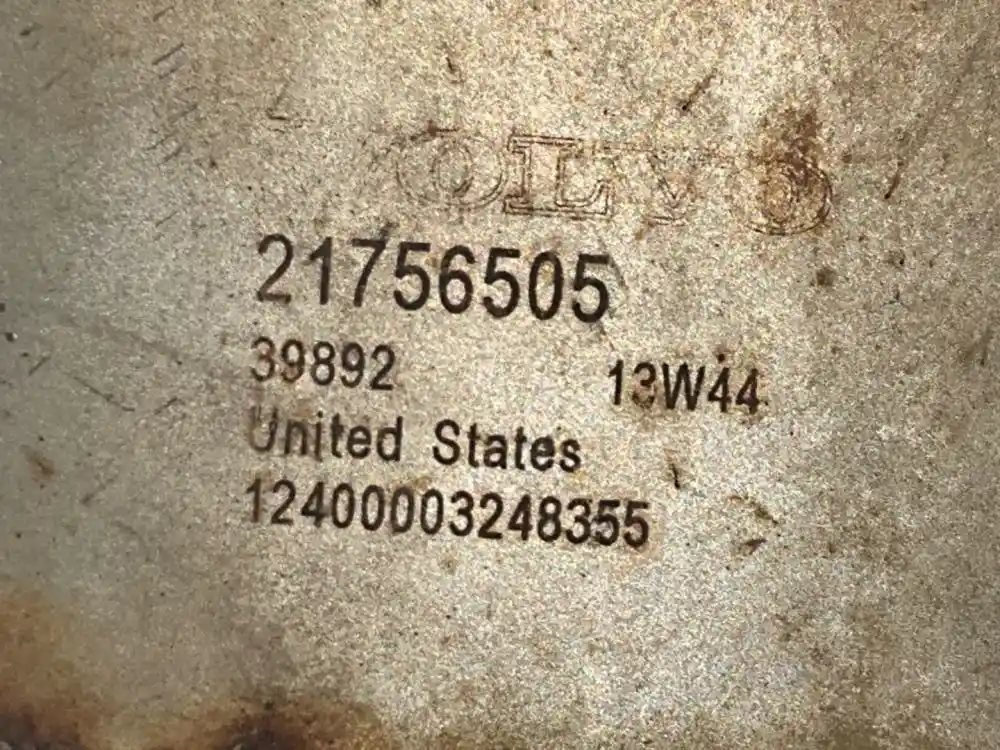 VOLVO
21756505
39892 13W44
United States
12400003248355